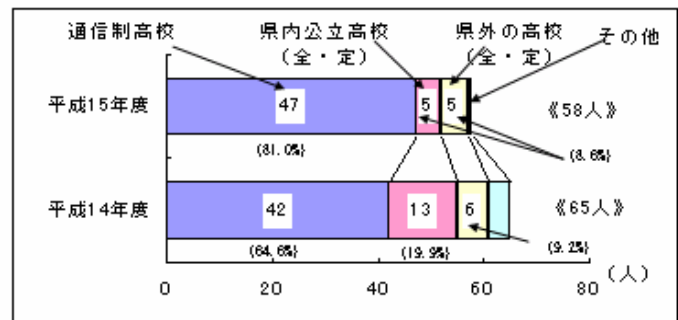 通信制高校 県内公立高校 県外の高校 その他
(全・定) (全・定)
平成15年度 47 5 5 《58人》
(81.0%) (8.6%)
平成14年度 42 13 6 《65人》
(64.6%) (19.9%) (9.2%)
(人)
0 20 40 60 80